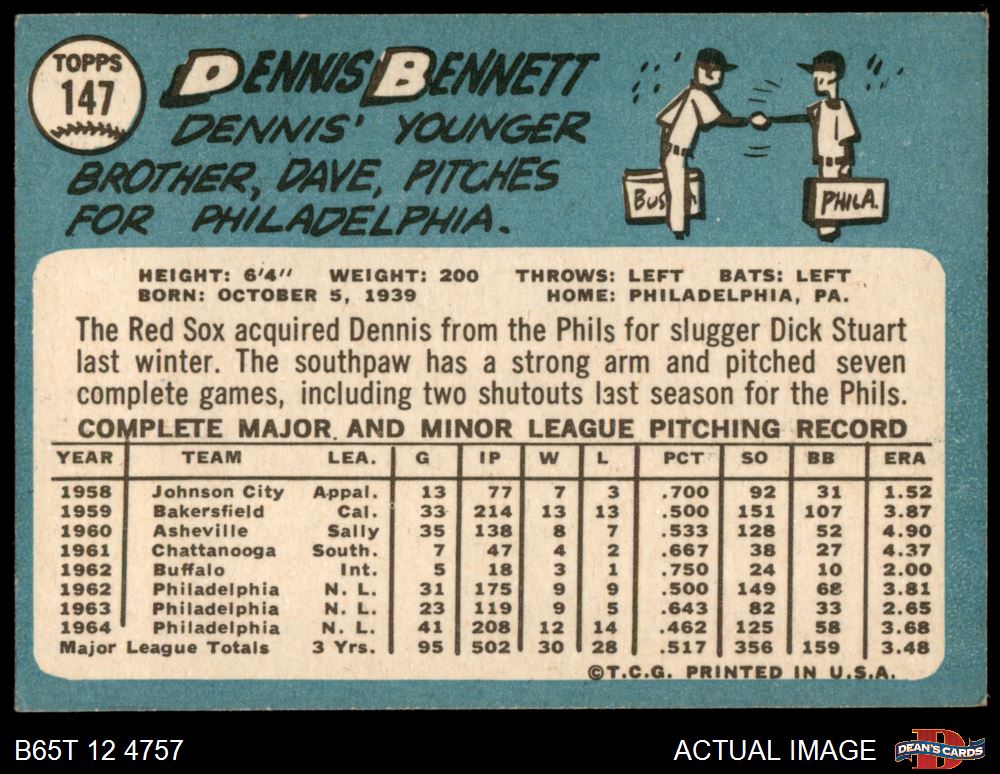 TOPPS
147
DENNIS BENNETT
DENNIS' YOUNGER
BROTHER, DAVE, PITCHES
FOR PHILADELPHIA.
PHILA.
HEIGHT: 6'4" WEIGHT: 200 THROWS: LEFT BATS: LEFT
BORN: OCTOBER 5, 1939 HOME: PHILADELPHIA, PA.
The Red Sox acquired Dennis from the Phils for slugger Dick Stuart
last winter. The southpaw has a strong arm and pitched seven
complete games, including two shutouts last season for the Phils.
COMPLETE MAJOR AND MINOR LEAGUE PITCHING RECORD
YEAR TEAM LEA. G IP W L PCT SO BB ERA
1958 Johnson City Appal. 13 77 7 3 .700 92 31 1.52
1959 Bakersfield Cal. 33 214 13 13 .500 151 107 3.87
1960 Asheville Sally 35 138 8 7 .533 128 52 4.90
1961 Chattanooga South. 7 47 4 2 .667 38 27 4.37
1962 Buffalo Int. 5 18 3 1 .750 24 10 2.00
1962 Philadelphia N. L. 31 175 9 9 .500 149 68 3.81
1963 Philadelphia N. L. 23 119 9 5 .643 82 33 2.65
1964 Philadelphia N. L. 41 208 12 14 .462 125 58 3.68
Major League Totals 3 Yrs. 95 502 30 28 .517 356 159 3.48
©T.C.G. PRINTED IN U.S.A.
B65T 12 4757 ACTUAL IMAGE
DEAN'S CARDS